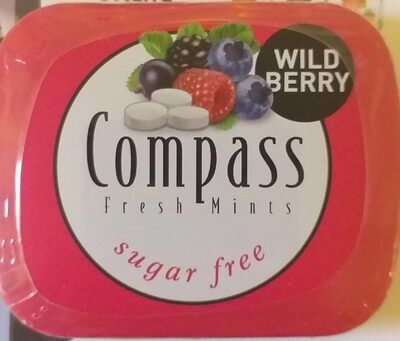 WILD
BERRY
Compass
Fresh Mints
sugar free